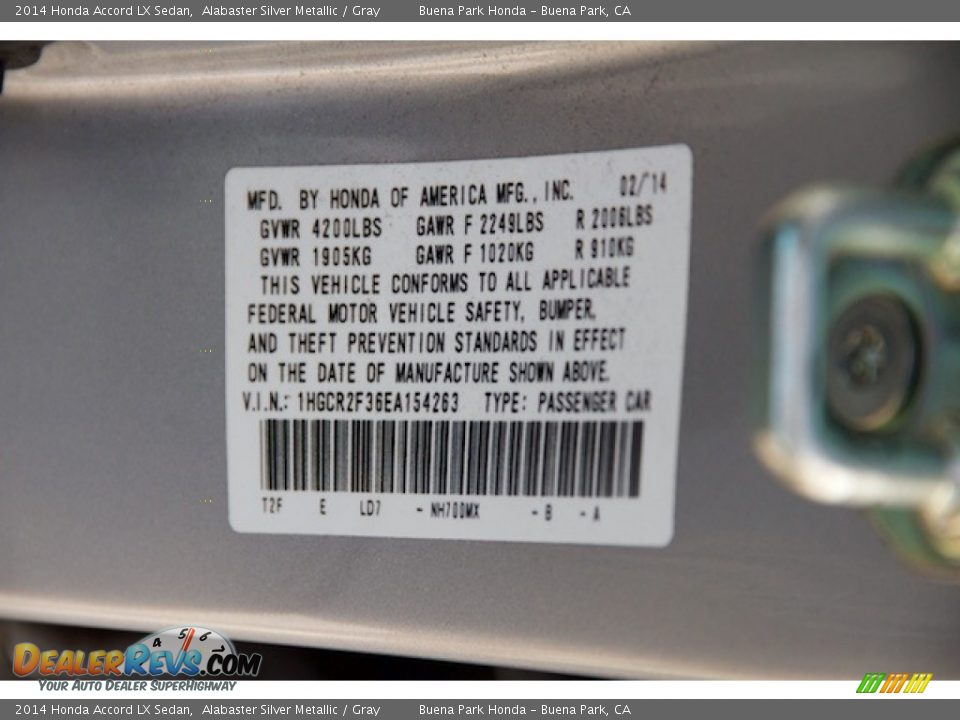 2014 Honda Accord LX Sedan, Alabaster Silver Metallic / Gray Buena Park Honda - Buena Park, CA
MFD. BY HONDA OF AMERICA MFG., INC. 02/14
GVWR 4200LBS GAWR F 2249LBS R 2006LBS
GVWR 1905KG GAWR F 1020KG R 910KG
THIS VEHICLE CONFORMS TO ALL APPLICABLE
FEDERAL MOTOR VEHICLE SAFETY, BUMPER,
AND THEFT PREVENTION STANDARDS IN EFFECT
ON THE DATE OF MANUFACTURE SHOWN ABOVE.
V.I.N.: 1HGCR2F36EA154263 TYPE: PASSENGER CAR
T2F E LD7 - NH700MX - B - A
4 5 6
DEALERREVS.COM
YOUR AUTO DEALER SUPERHIGHWAY
2014 Honda Accord LX Sedan, Alabaster Silver Metallic / Gray Buena Park Honda - Buena Park, CA